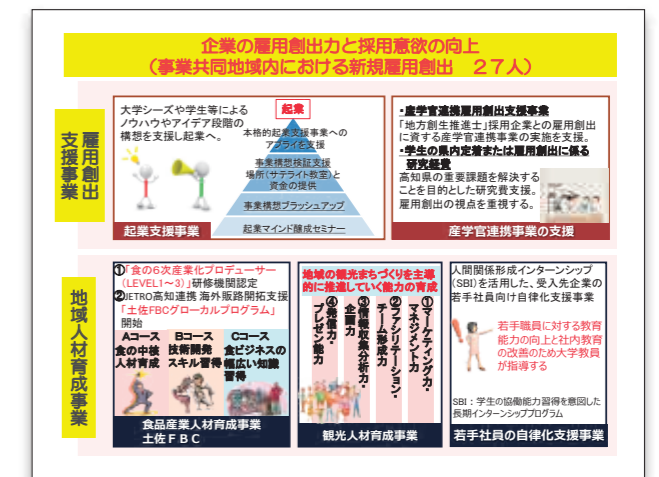 企業の雇用創出力と採用意欲の向上
（事業共同地域内における新規雇用創出　２７人）
雇用創出
支援事業
大学シーズや学生等による
ノウハウやアイデア段階の
構想を支援し起業へ。
起業
本格的起業支援事業への
アプライを支援
事業構想検証支援
場所（サテライト教室）と
資金の提供
事業構想ブラッシュアップ
起業マインド醸成セミナー
起業支援事業
・産学官連携雇用創出支援事業
「地方創生推進士」採用企業との雇用創出
に資する産学官連携事業の実施を支援。
・学生の県内定着または雇用創出に係る
研究経費
高知県の重要課題を解決する
ことを目的とした研究費支援。
雇用創出の視点を重視する。
産学官連携事業の支援
地域人材育成事業
①「食の６次産業化プロデューサー
（LEVEL1～3）」研修機関認定
②JETRO高知連携 海外販路開拓支援
「土佐FBCグローカルプログラム」
開始
Aコース
食の中核
人材育成
Bコース
技術開発
スキル習得
Cコース
食ビジネスの
幅広い知識
習得
食品産業人材育成事業
土佐ＦＢＣ
地域の観光まちづくりを主導
的に推進していく能力の育成
①マーケティング力・
マネジメント力
②ファシリテーション・
チーム形成力
③情報収集分析力・
企画力
④発信力・
プレゼン能力
観光人材育成事業
人間関係形成インターンシップ
（SBI）を活用した、受入先企業の
若手社員向け自律化支援事業
若手職員に対する教育
能力の向上と社内教育
の改善のため大学教員
が指導する
SBI：学生の協働能力習得を意図した
長期インターンシッププログラム
若手社員の自律化支援事業